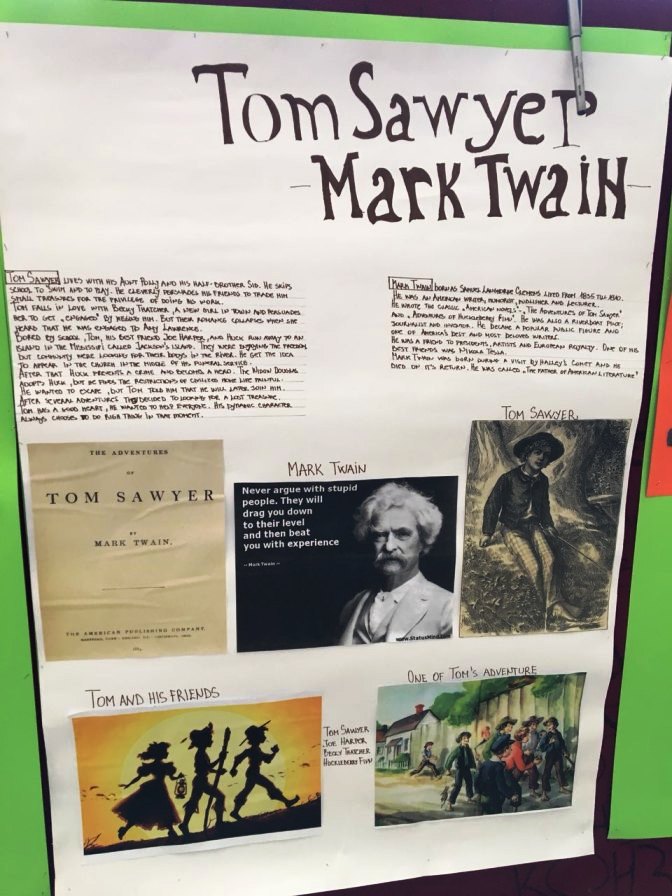 Tom Sawyer
-Mark Twain-
TOM SAWYER LIVES WITH HIS AUNT POLLY AND HIS HALF-BROTHER SID. HE SKIPS
SCHOOL TO SWIM AND TO PLAY. HE CLEVERLY PERSUADES HIS FRIENDS TO TRADE HIM
SMALL TREASURES FOR THE PRIVILEGE OF DOING HIS WORK.
TOM FALLS IN LOVE WITH BECKY THATCHER, A NEW GIRL IN TOWN AND PERSUADES
HER TO GET „ENGAGED" BY KISSING HIM. BUT THEIR ROMANCE COLLAPSES WHEN SHE
HEARD THAT HE WAS ENGAGED TO AMY LAWRENCE.
BORED BY SCHOOL, TOM, HIS BEST FRIEND JOE HARPER, AND HUCK RUN AWAY TO AN
ISLAND IN THE MISSISSIPI CALLED JACKSON'S ISLAND. THEY WERE ENJOYING THE FREEDOM,
BUT COMMUNITY WERE LOOKING FOR THEIR BODYS IN THE RIVER. HE GET THE IDEA
TO APPEAR IN THE CHURCH IN THE MIDDLE OF HIS FUNERAL SERVICE.
AFTER THAT HOUSE PREVENTS A CRIME AND BECOMES A HERO. THE WIDOW DOUGLAS
ADOPTS HUCK, BUT HE FINDS THE RESTRICTIONS OF CIVILIZED HOME LIFE PAINFUL.
HE WANTED TO ESCAPE, BUT TOM TOLD HIM THAT HE WILL LATER JOIN HIM.
AFTER SEVERAL ADVENTURES THEY DECIDED TO LOOKING FOR A LOST TREASURE.
TOM HAS A GOOD HEART, HE WANTED TO HELP EVERYONE. HIS DYNAMIC CHARACTER
ALWAYS CHOOSE TO DO RIGH THING IN THAT MOMENT.
MARK TWAIN BORN AS SAMUEL LANGHORNE CLEMENS LIVED FROM 1835 TILL 1910.
HE WAS AN AMERICAN WRITER, HUMORIST, PUBLISHER AND LECTURER.
HE WROTE THE CLASSIC „AMERICAN NOVELS"- „THE ADVENTURES OF TOM SAWYER"
AND „ADVENTURES OF HUCKLEBERRY FINN". HE WAS ALSO A RIVERBOAT PILOT,
JOURNALIST AND INVENTOR. HE BECAME A POPULAR PUBLIC FIGURE AND
ONE OF AMERICA'S BEST AND MOST BELOVED WRITERS.
HE WAS A FRIEND TO PRESIDENTS, ARTISTS AND EUROPEAN ROYALTY. ONE OF HIS
BEST FRIENDS WAS NIKOLA TESLA.
MARK TWAIN WAS BORN DURING A VISIT BY HALLEY'S COMET AND HE
DIED ON IT'S RETURN. HE WAS CALLED „THE FATHER OF AMERICAN LITERATURE"
THE ADVENTURES
OF
TOM SAWYER
BY
MARK TWAIN.
THE AMERICAN PUBLISHING COMPANY,
MARK TWAIN
Never argue with stupid
people. They will
drag you down
to their level
and then beat
you with experience
-- Mark Twain --
www.StatusMind.com
TOM SAWYER
TOM AND HIS FRIENDS
TOM SAWYER
JOE HARPER
BECKY THATCHER
HUCKLEBERRY FINN
ONE OF TOM'S ADVENTURE